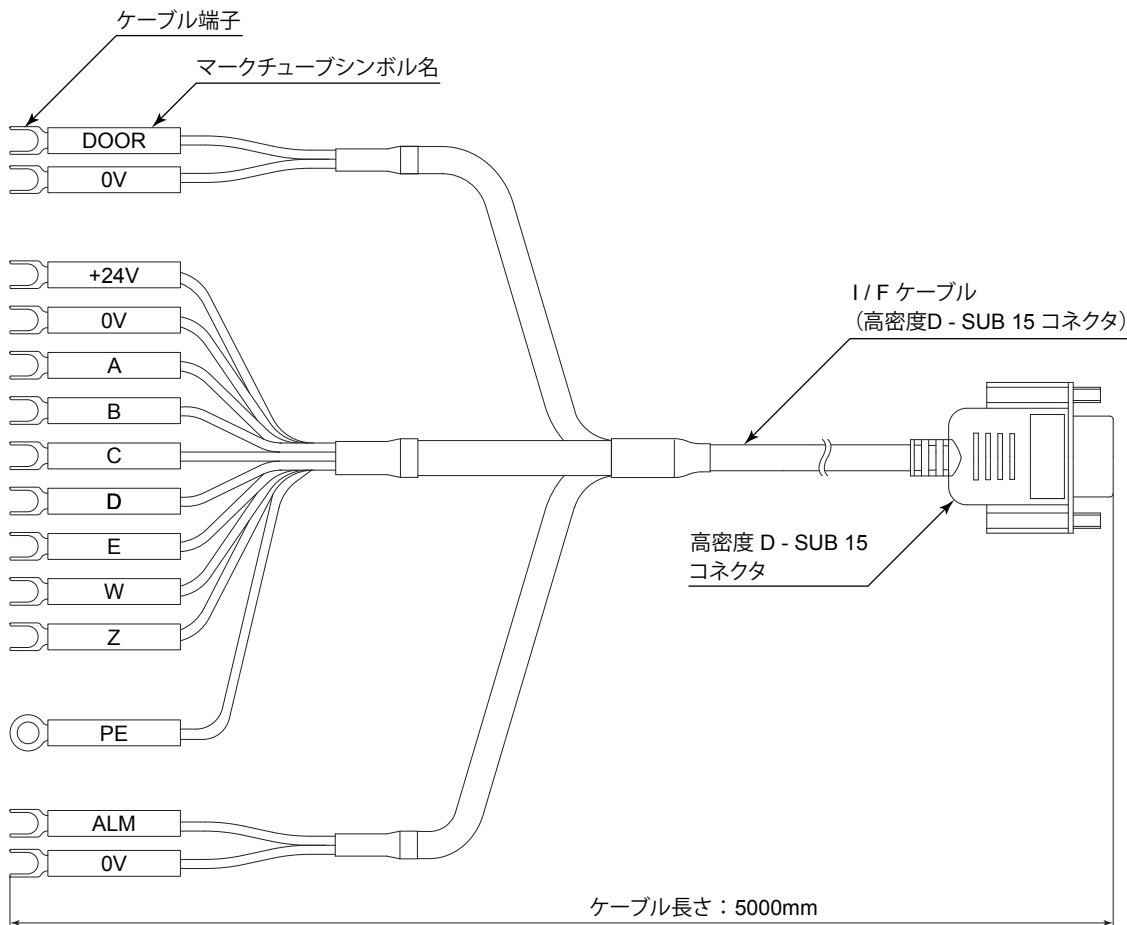 ケーブル端子
マークチューブシンボル名
DOOR
0V
+24V
0V
A
B
C
D
E
W
Z
PE
ALM
0V
I / F ケーブル
（高密度D - SUB 15 コネクタ）
高密度 D - SUB 15
コネクタ
ケーブル長さ：5000mm